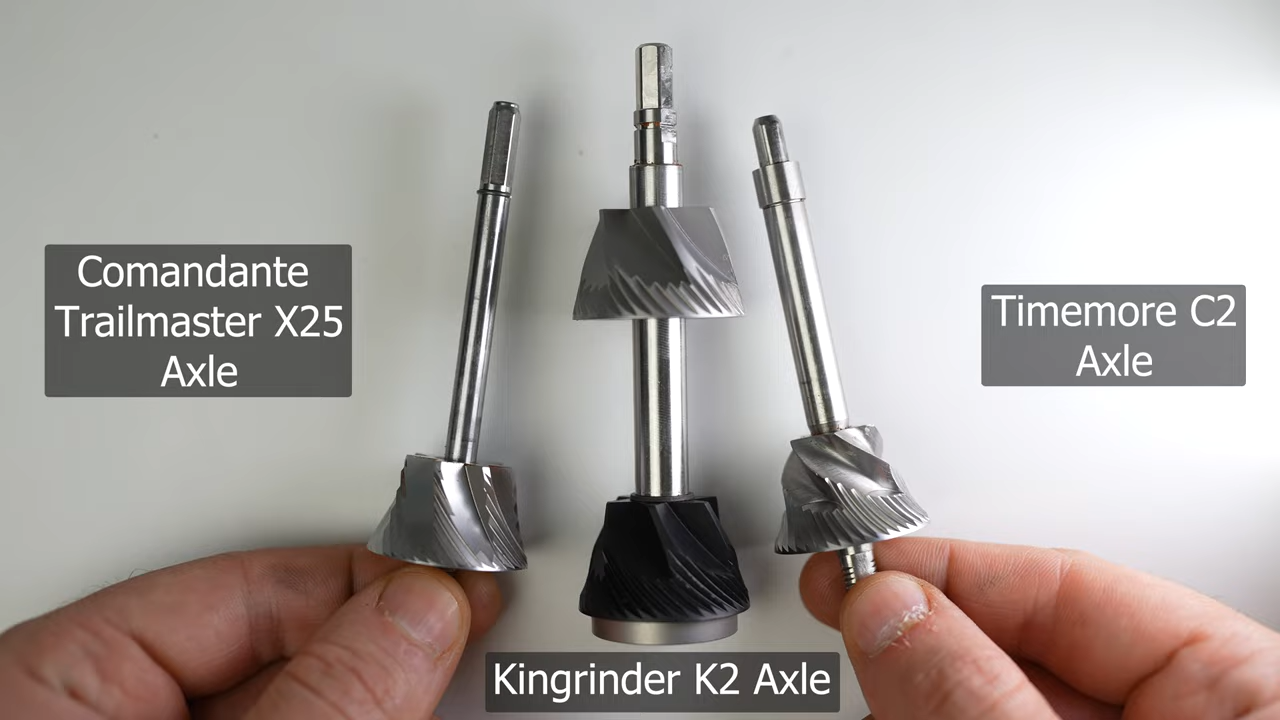 Comandante
Trailmaster X25
Axle
Timemore C2
Axle
Kingrinder K2 Axle